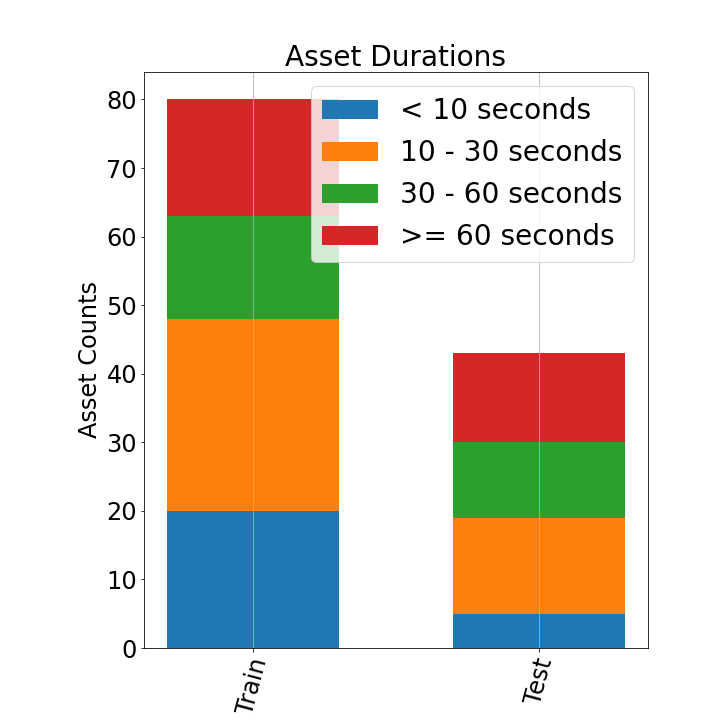 Asset Durations
< 10 seconds
10 - 30 seconds
30 - 60 seconds
>= 60 seconds
Asset Counts
80
70
60
50
40
30
20
10
0
Train
Test